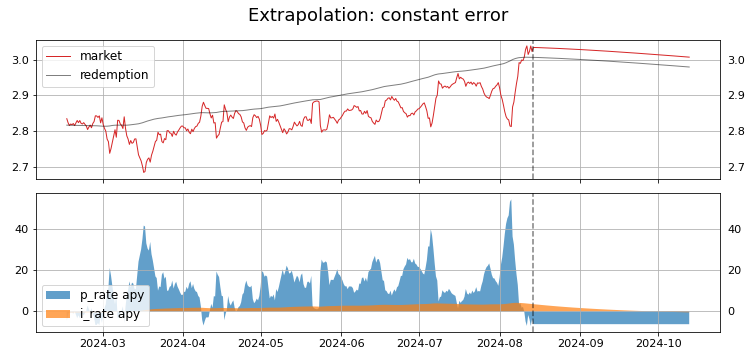 Extrapolation: constant error
market
redemption
3.0 3.0
2.9 2.9
2.8 2.8
2.7 2.7
40 40
20 20
0 0
p_rate apy
i_rate apy
2024-03 2024-04 2024-05 2024-06 2024-07 2024-08 2024-09 2024-10